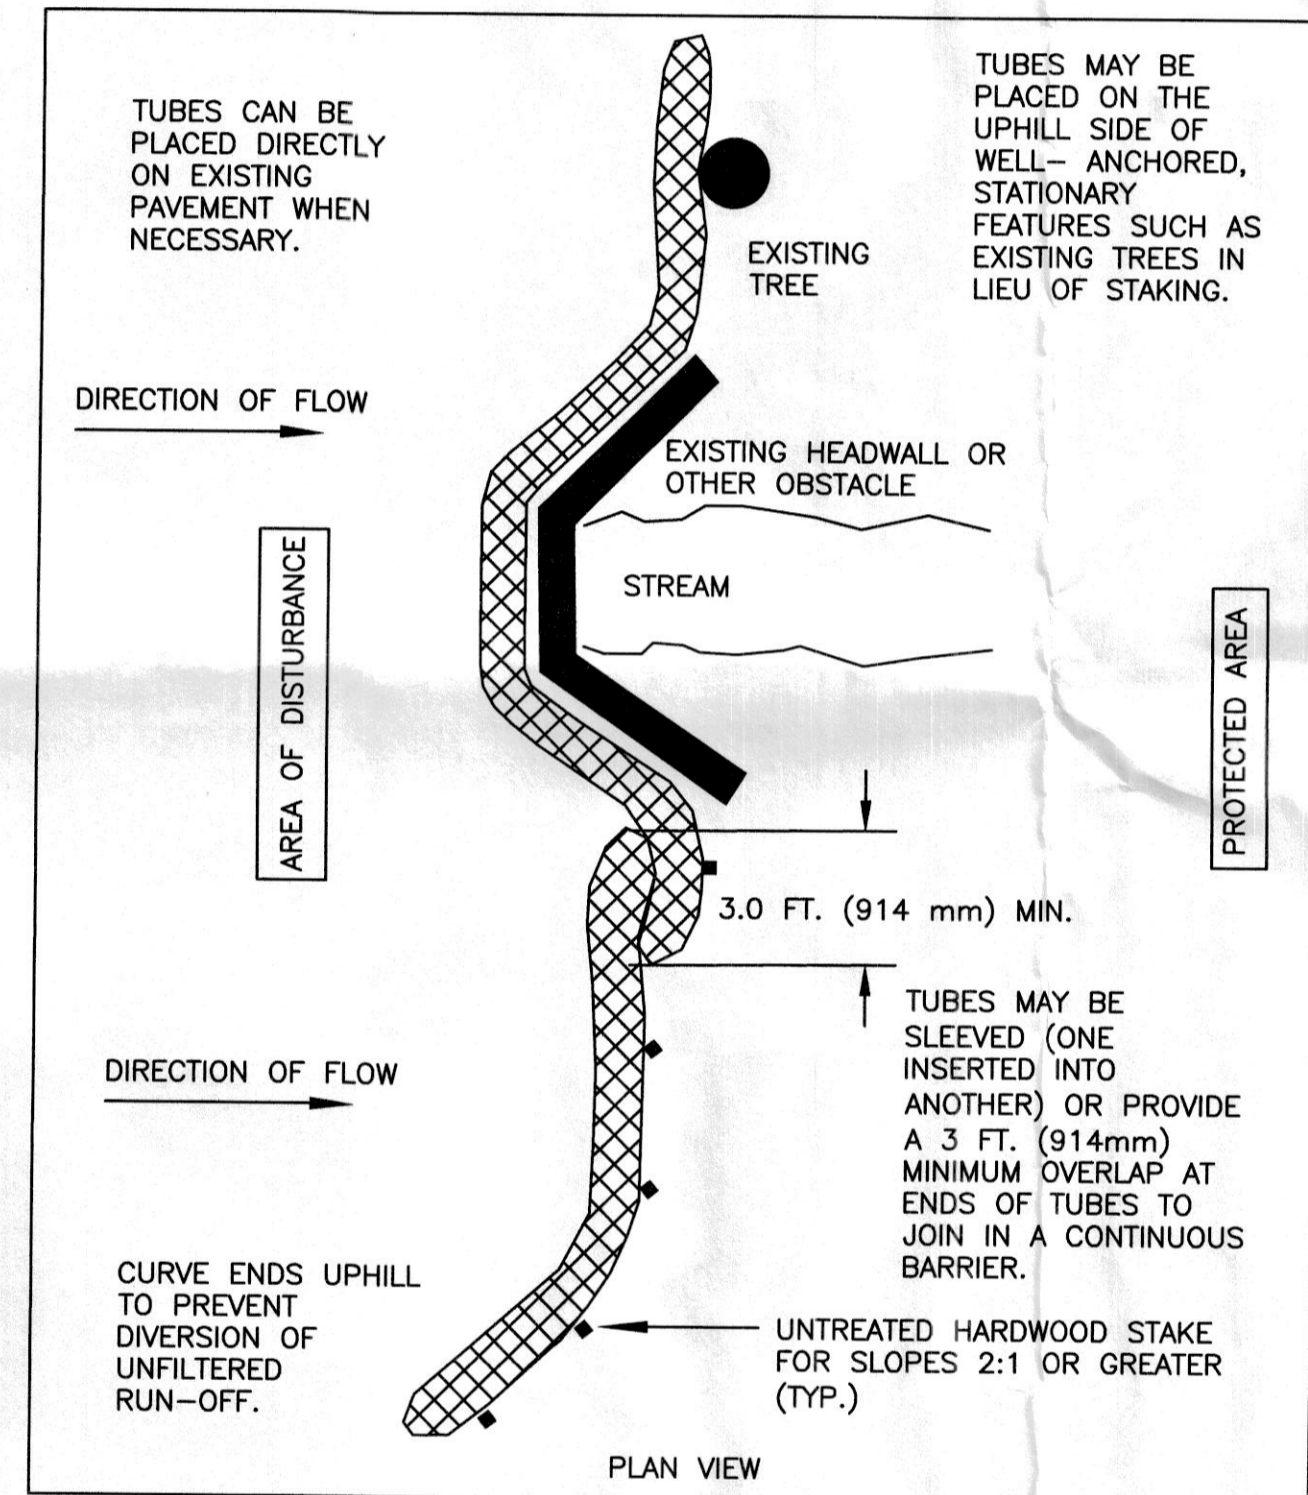 TUBES CAN BE
PLACED DIRECTLY
ON EXISTING
PAVEMENT WHEN
NECESSARY.
TUBES MAY BE
PLACED ON THE
UPHILL SIDE OF
WELL– ANCHORED,
STATIONARY
FEATURES SUCH AS
EXISTING TREES IN
LIEU OF STAKING.
EXISTING
TREE
DIRECTION OF FLOW
EXISTING HEADWALL OR
OTHER OBSTACLE
STREAM
AREA OF DISTURBANCE
PROTECTED AREA
3.0 FT. (914 mm) MIN.
TUBES MAY BE
SLEEVED (ONE
INSERTED INTO
ANOTHER) OR PROVIDE
A 3 FT. (914mm)
MINIMUM OVERLAP AT
ENDS OF TUBES TO
JOIN IN A CONTINUOUS
BARRIER.
DIRECTION OF FLOW
CURVE ENDS UPHILL
TO PREVENT
DIVERSION OF
UNFILTERED
RUN–OFF.
UNTREATED HARDWOOD STAKE
FOR SLOPES 2:1 OR GREATER
(TYP.)
PLAN VIEW